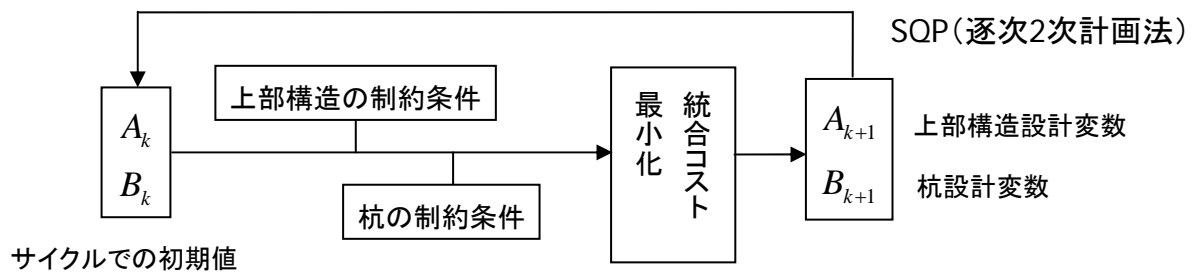 SQP(逐次2次計画法)
上部構造の制約条件
A_k
B_k
杭の制約条件
統合コスト
最小化
A_{k+1}
B_{k+1}
上部構造設計変数
杭設計変数
サイクルでの初期値